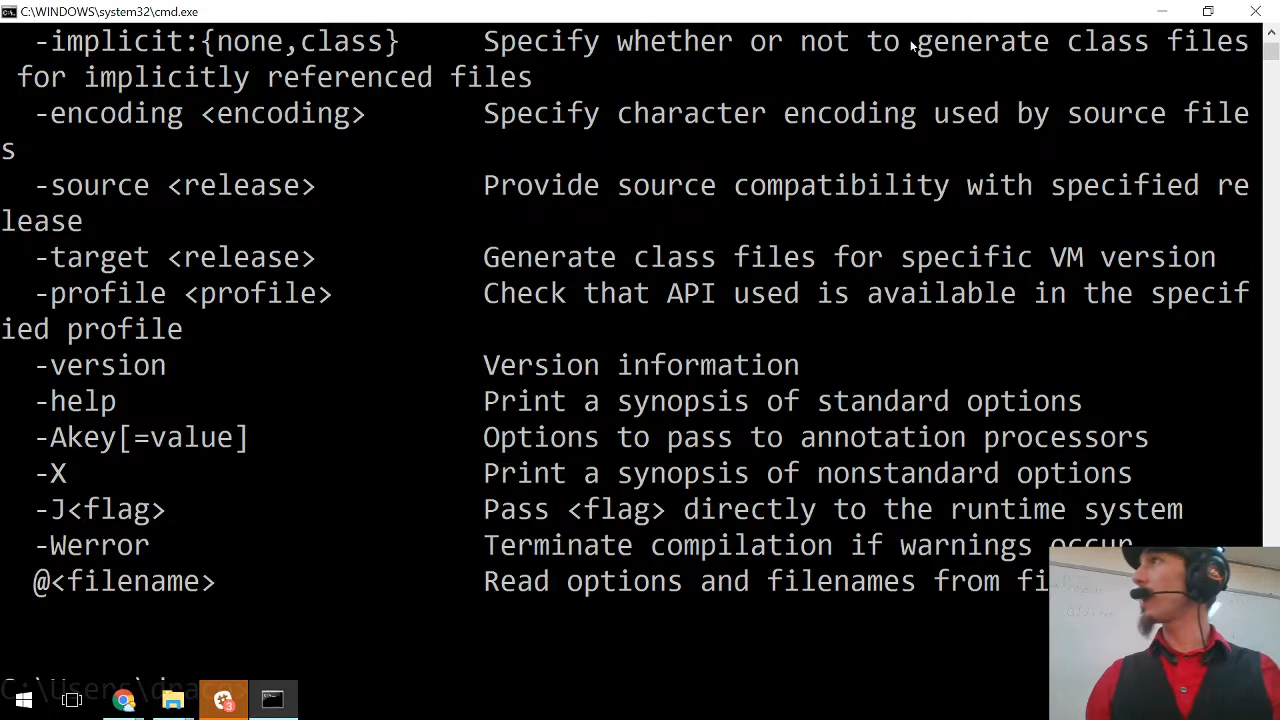 C:\WINDOWS\system32\cmd.exe
-implicit:{none,class} Specify whether or not to generate class files
for implicitly referenced files
-encoding <encoding> Specify character encoding used by source file
s
-source <release> Provide source compatibility with specified re
lease
-target <release> Generate class files for specific VM version
-profile <profile> Check that API used is available in the specif
ied profile
-version Version information
-help Print a synopsis of standard options
-Akey[=value] Options to pass to annotation processors
-X Print a synopsis of nonstandard options
-J<flag> Pass <flag> directly to the runtime system
-Werror Terminate compilation if warnings occur
@<filename> Read options and filenames from fi
3